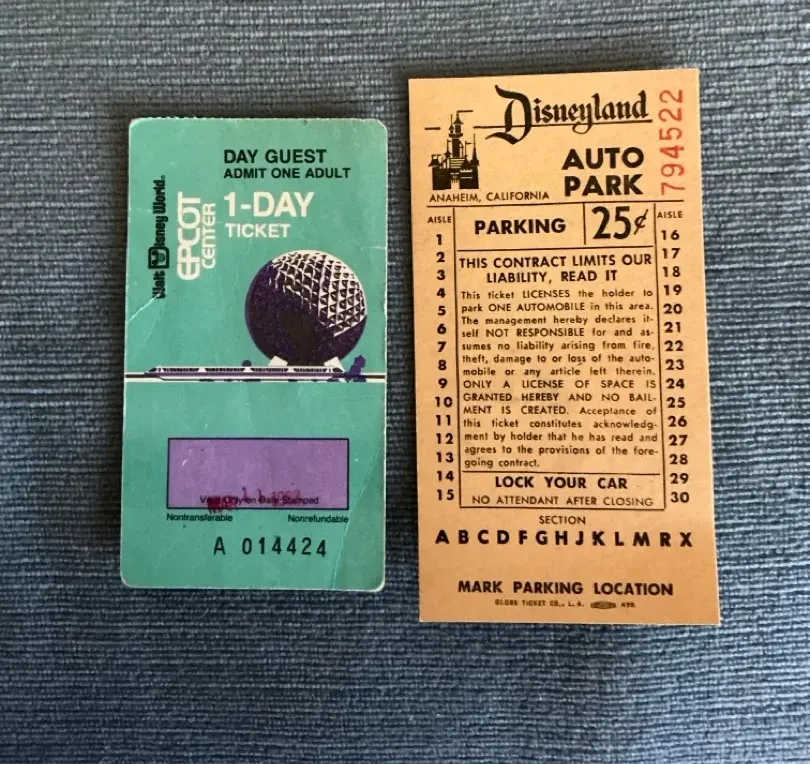 DAY GUEST
ADMIT ONE ADULT
Walt Disney World®
EPCOT
CENTER
1-DAY
TICKET
Valid Only on Date Stamped
Nontransferable Nonrefundable
A 014424
Disneyland
794522
AUTO
PARK
ANAHEIM, CALIFORNIA
AISLE
PARKING 25¢
AISLE
1
2
3
4
5
6
7
8
9
10
11
12
13
14
15
THIS CONTRACT LIMITS OUR
LIABILITY, READ IT
This ticket LICENSES the holder to
park ONE AUTOMOBILE in this area.
The management hereby declares it-
self NOT RESPONSIBLE for and as-
sumes no liability arising from fire,
theft, damage to or loss of the auto-
mobile or any article left therein.
ONLY A LICENSE OF SPACE IS
GRANTED HEREBY AND NO BAIL-
MENT IS CREATED. Acceptance of
this ticket constitutes acknowledg-
ment by holder that he has read and
agrees to the provisions of the fore-
going contract.
LOCK YOUR CAR
NO ATTENDANT AFTER CLOSING
16
17
18
19
20
21
22
23
24
25
26
27
28
29
30
SECTION
A B C D F G H J K L M R X
MARK PARKING LOCATION
GLOBE TICKET CO., L. A. 495